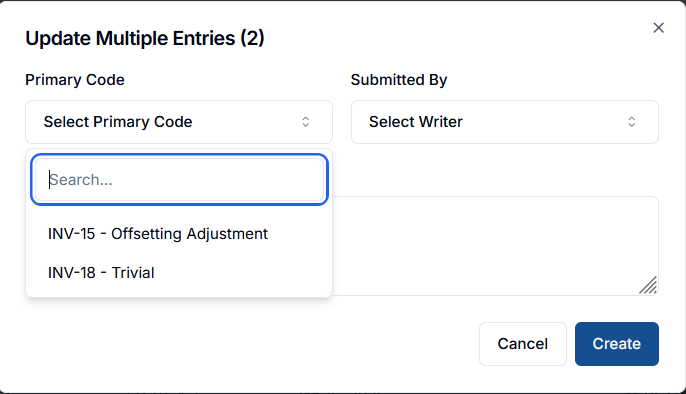 Update Multiple Entries (2)
Primary Code
Submitted By
Select Primary Code
Select Writer
Search...
INV-15 - Offsetting Adjustment
INV-18 - Trivial
Cancel
Create